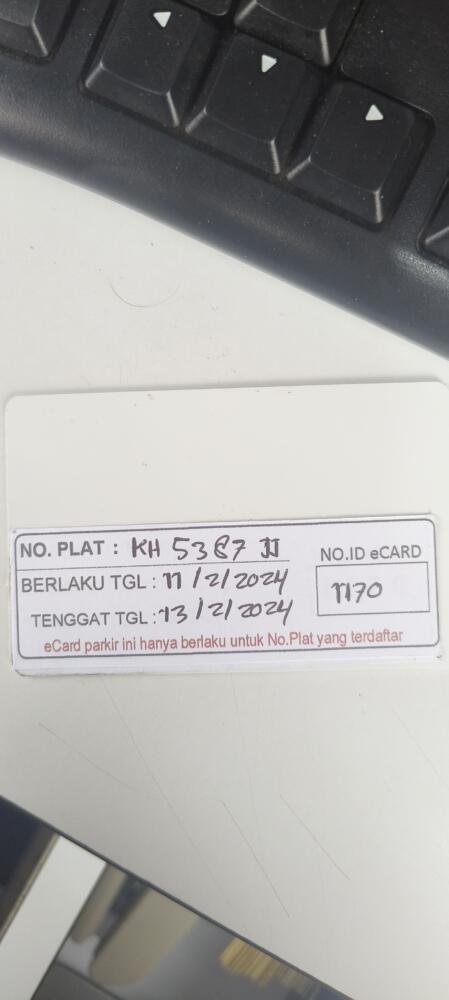 NO. PLAT : KH 5387 JJ
NO.ID eCARD
BERLAKU TGL : 11/2/2024
1170
TENGGAT TGL : 13/2/2024
eCard parkir ini hanya berlaku untuk No.Plat yang terdaftar